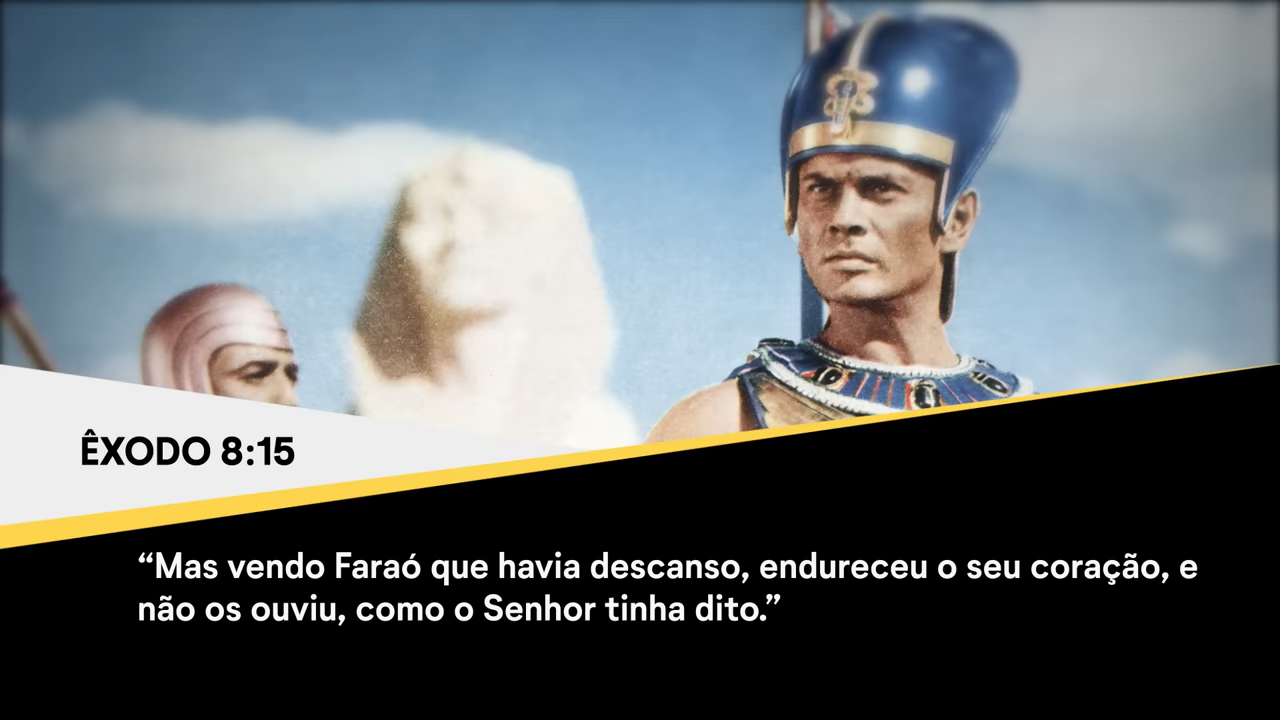 ÊXODO 8:15
“Mas vendo Faraó que havia descanso, endureceu o seu coração, e
não os ouviu, como o Senhor tinha dito.”